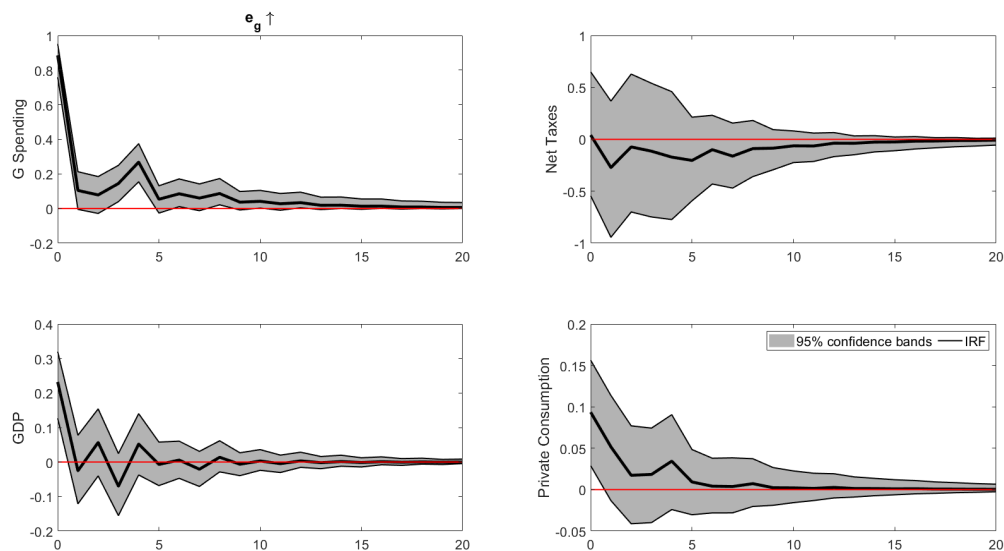 e_g ↑
G Spending
1
0.8
0.6
0.4
0.2
0
-0.2
0 5 10 15 20
Net Taxes
1
0.5
0
-0.5
-1
0 5 10 15 20
GDP
0.4
0.3
0.2
0.1
0
-0.1
-0.2
0 5 10 15 20
Private Consumption
0.2
0.15
0.1
0.05
0
-0.05
0 5 10 15 20
95% confidence bands IRF